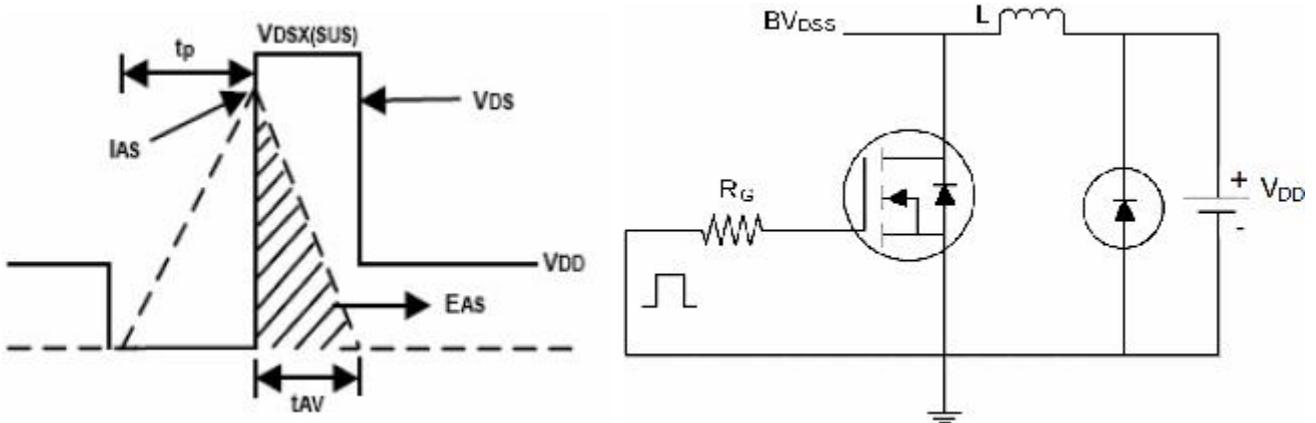 VDSX(SUS)
tp
VDS
IAS
VDD
EAS
tAV
BVDSS
L
RG
+
VDD
-